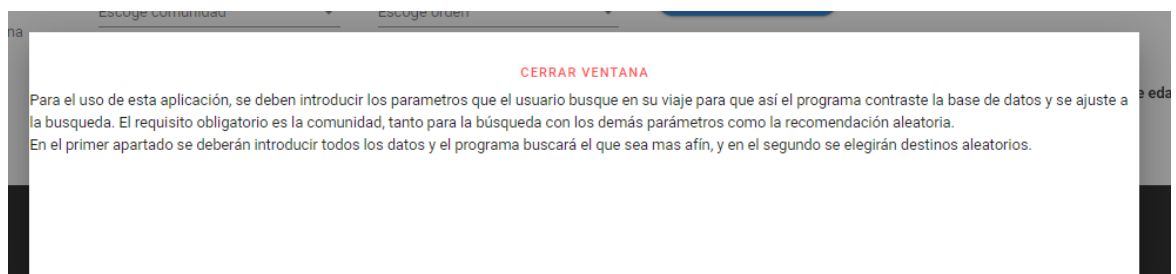 Escoge comunidad Escoge orden
na
CERRAR VENTANA
Para el uso de esta aplicación, se deben introducir los parametros que el usuario busque en su viaje para que así el programa contraste la base de datos y se ajuste a
e eda
la busqueda. El requisito obligatorio es la comunidad, tanto para la búsqueda con los demás parámetros como la recomendación aleatoria.
En el primer apartado se deberán introducir todos los datos y el programa buscará el que sea mas afín, y en el segundo se elegirán destinos aleatorios.